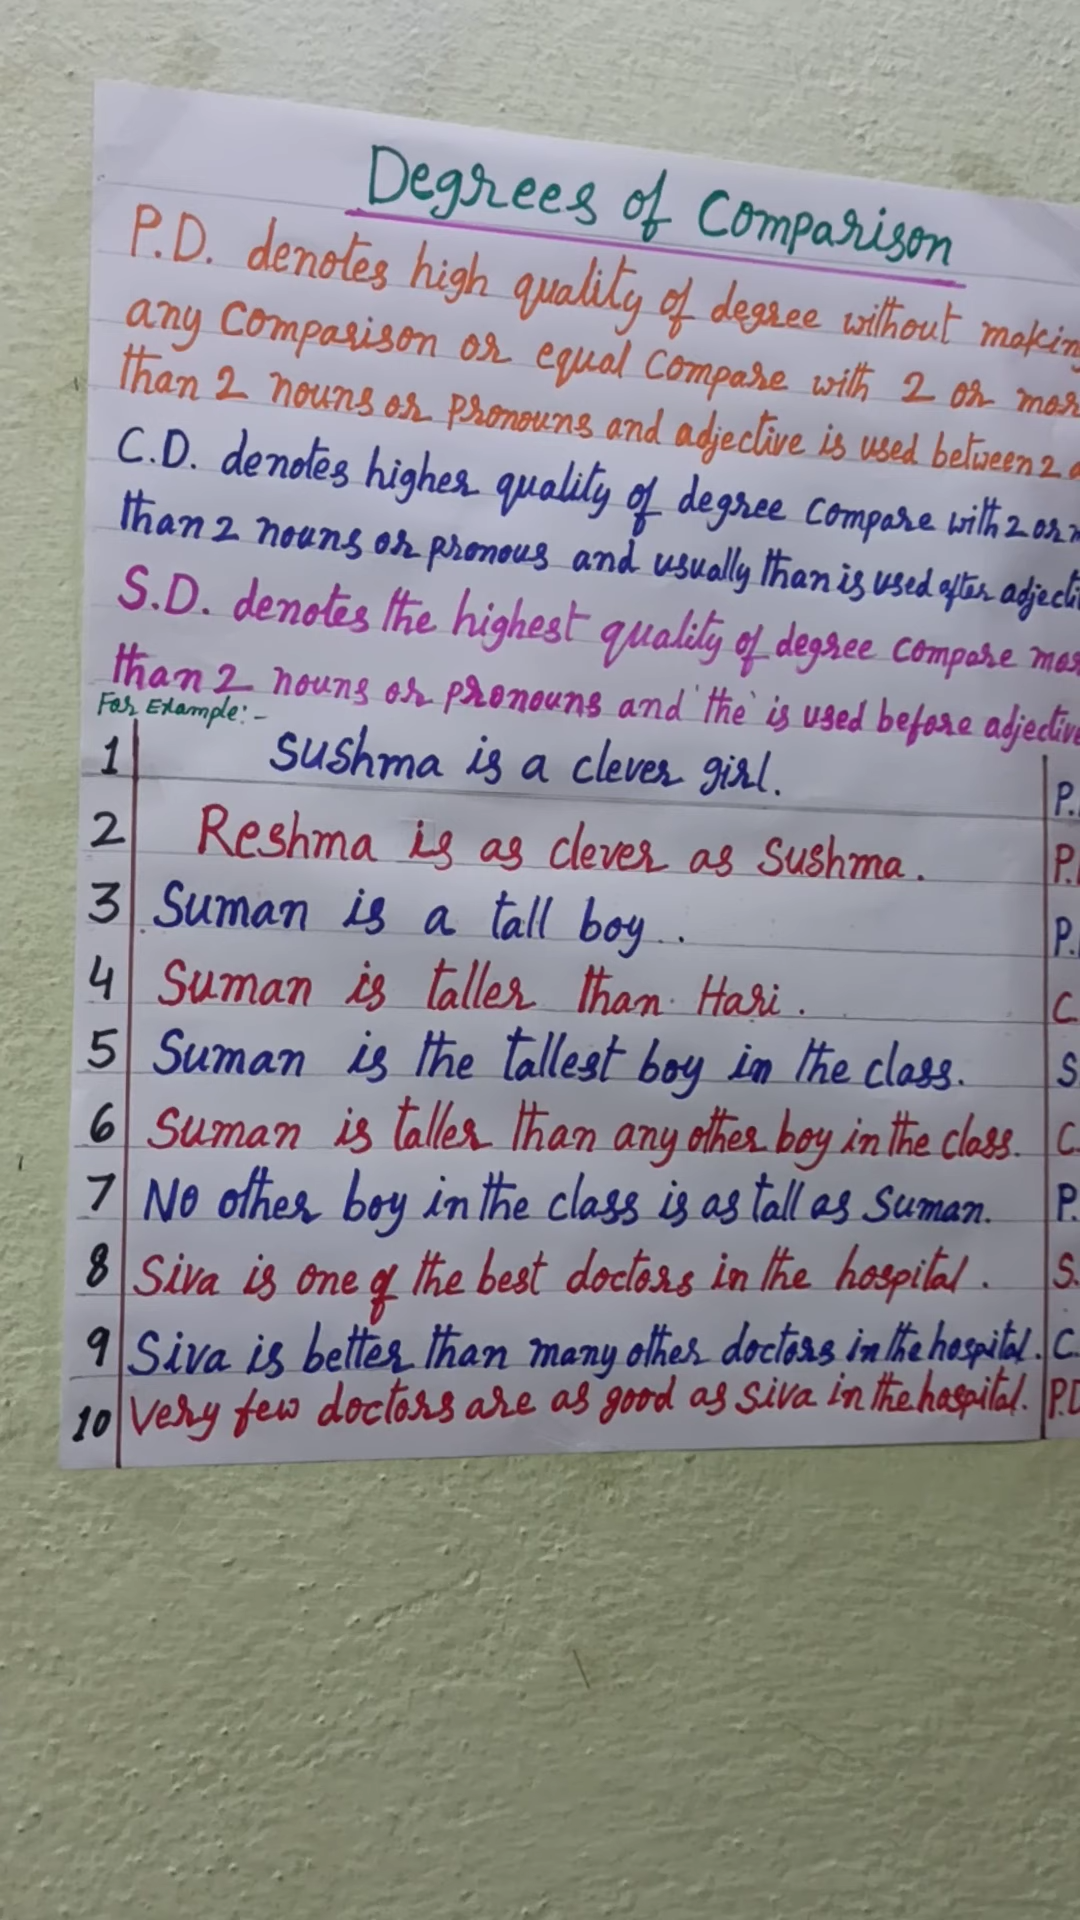 Degrees of Comparison
P.D. denotes high quality of degree without making
any Comparison or equal Compare with 2 or mor
than 2 nouns or pronouns and adjective is used between 2
C.D. denotes higher quality of degree Compare with 2 or
than 2 nouns or pronous and usually than is used after adjecti
S.D. denotes the highest quality of degree compare mor
than 2 nouns or pronouns and 'the' is used before adjective
For Example:-
1 Sushma is a clever girl. P.
2 Reshma is as clever as Sushma. P.
3 Suman is a tall boy.. P.
4 Suman is taller than Hari. C
5 Suman is the tallest boy in the class. S
6 Suman is taller than any other boy in the class. C.
7 No other boy in the class is as tall as Suman. P.
8 Siva is one of the best doctors in the hospital. S.
9 Siva is better than many other doctors in the hospital. C.
10 Very few doctors are as good as Siva in the hospital. P.D